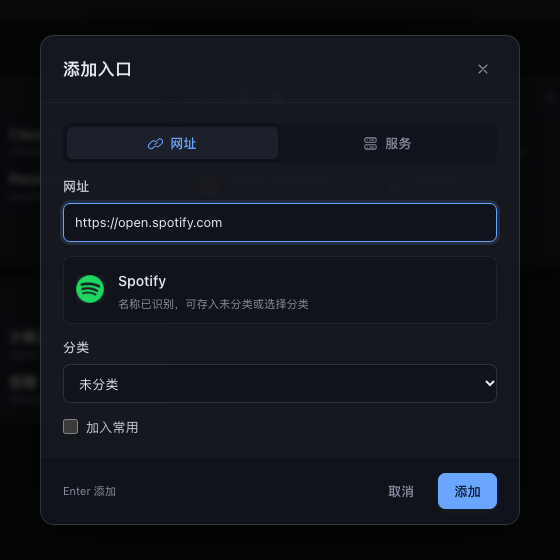 添加入口
网址
服务
网址
https://open.spotify.com
Spotify
名称已识别，可存入未分类或选择分类
分类
未分类
加入常用
Enter 添加
取消
添加